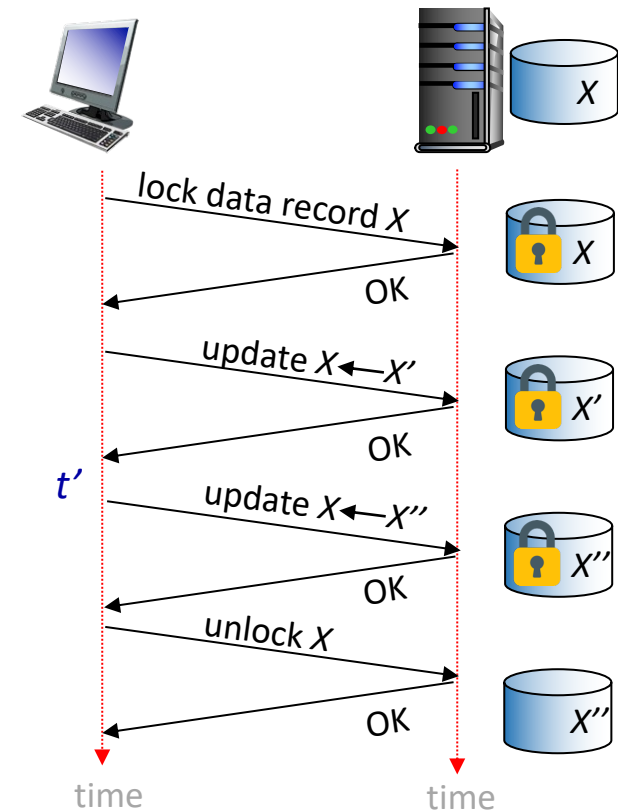 X
lock data record X
X
OK
update X←X’
X’
OK
t’
update X←X’’
X’’
OK
unlock X
X’’
OK
time
time